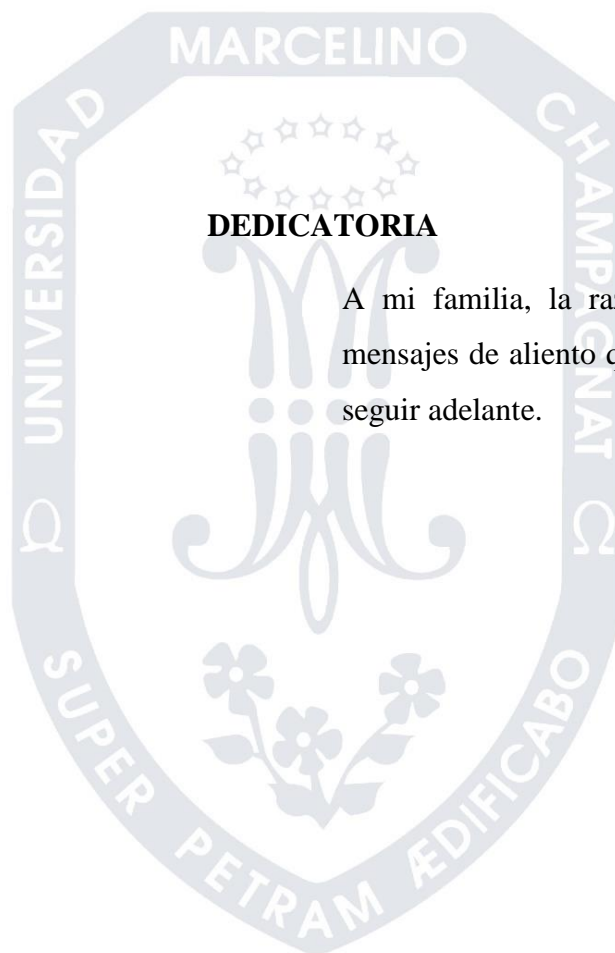 MARCELINO
UNIVERSIDAD
CHAMPAGNAT
DEDICATORIA
A mi familia, la
mensajes de aliento
seguir adelante.
SUPER PETRAM ÆDIFICABO